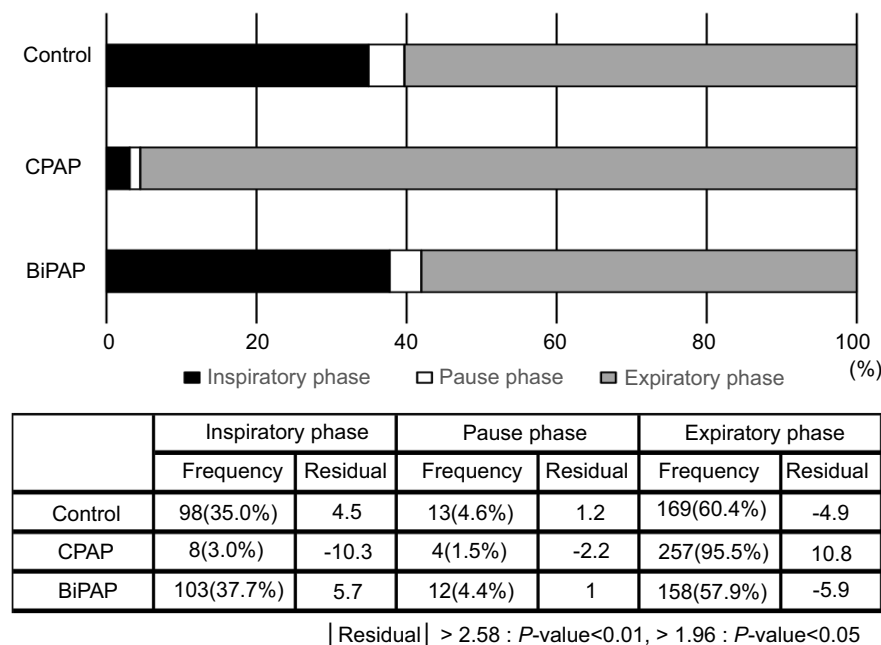 Control
CPAP
BiPAP
0 20 40 60 80 100
(%)
Inspiratory phase Pause phase Expiratory phase
Inspiratory phase Pause phase Expiratory phase
Frequency Residual Frequency Residual Frequency Residual
Control 98(35.0%) 4.5 13(4.6%) 1.2 169(60.4%) -4.9
CPAP 8(3.0%) -10.3 4(1.5%) -2.2 257(95.5%) 10.8
BiPAP 103(37.7%) 5.7 12(4.4%) 1 158(57.9%) -5.9
|Residual| > 2.58 : P-value<0.01, > 1.96 : P-value<0.05